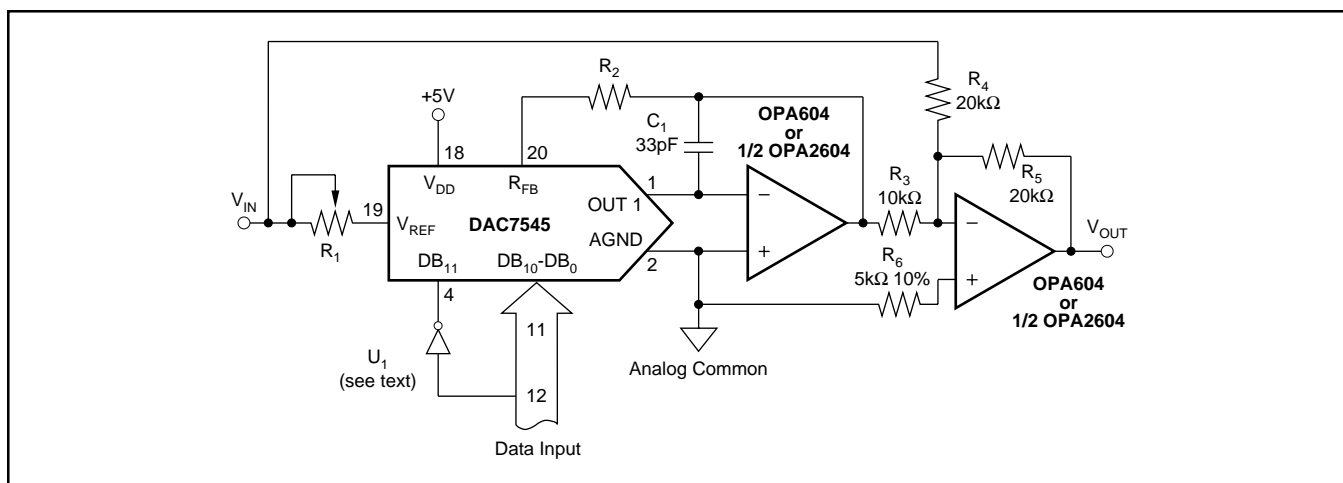 R2
R4
20kΩ
+5V
OPA604
or
1/2 OPA2604
C1
33pF
18
20
R5
20kΩ
VDD
RFB
1
R3
10kΩ
VIN
19
OUT 1
VREF
DAC7545
VOUT
R1
AGND
DB11
DB10-DB0
2
R6
5kΩ 10%
4
OPA604
or
1/2 OPA2604
11
U1
(see text)
Analog Common
12
Data Input
−
+
−
+